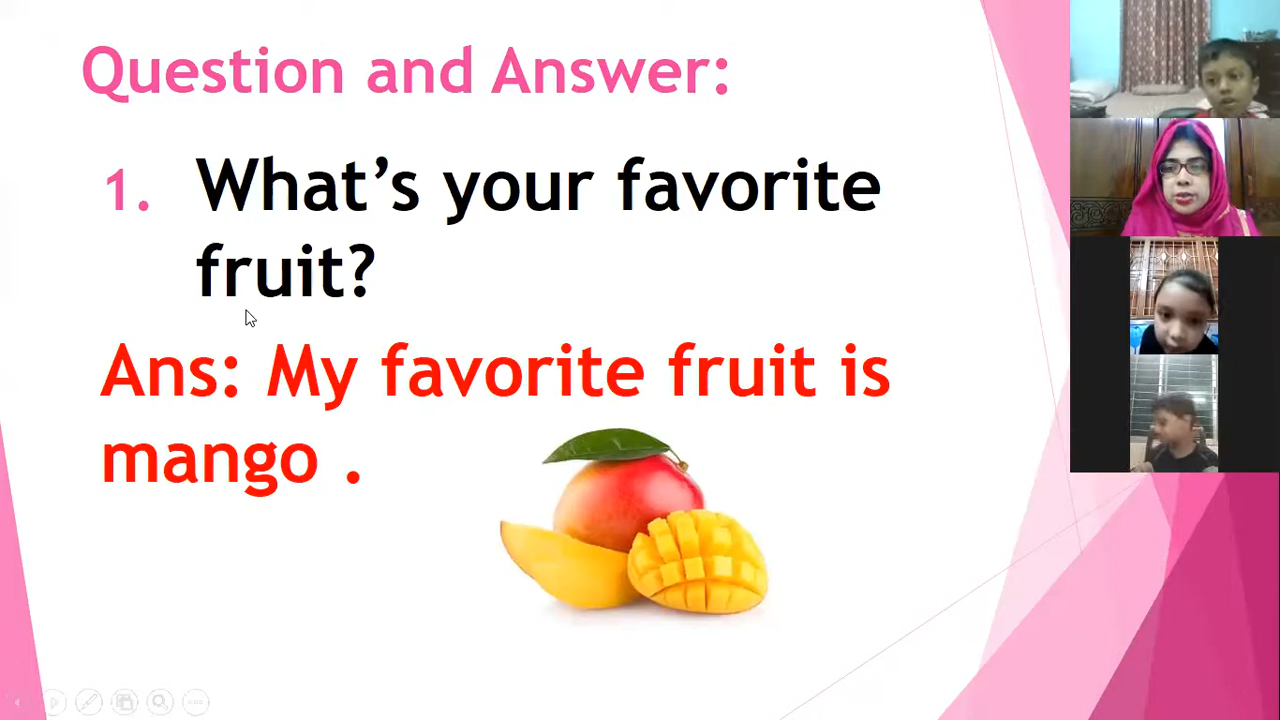 Question and Answer:
1. What’s your favorite
fruit?
Ans: My favorite fruit is
mango .